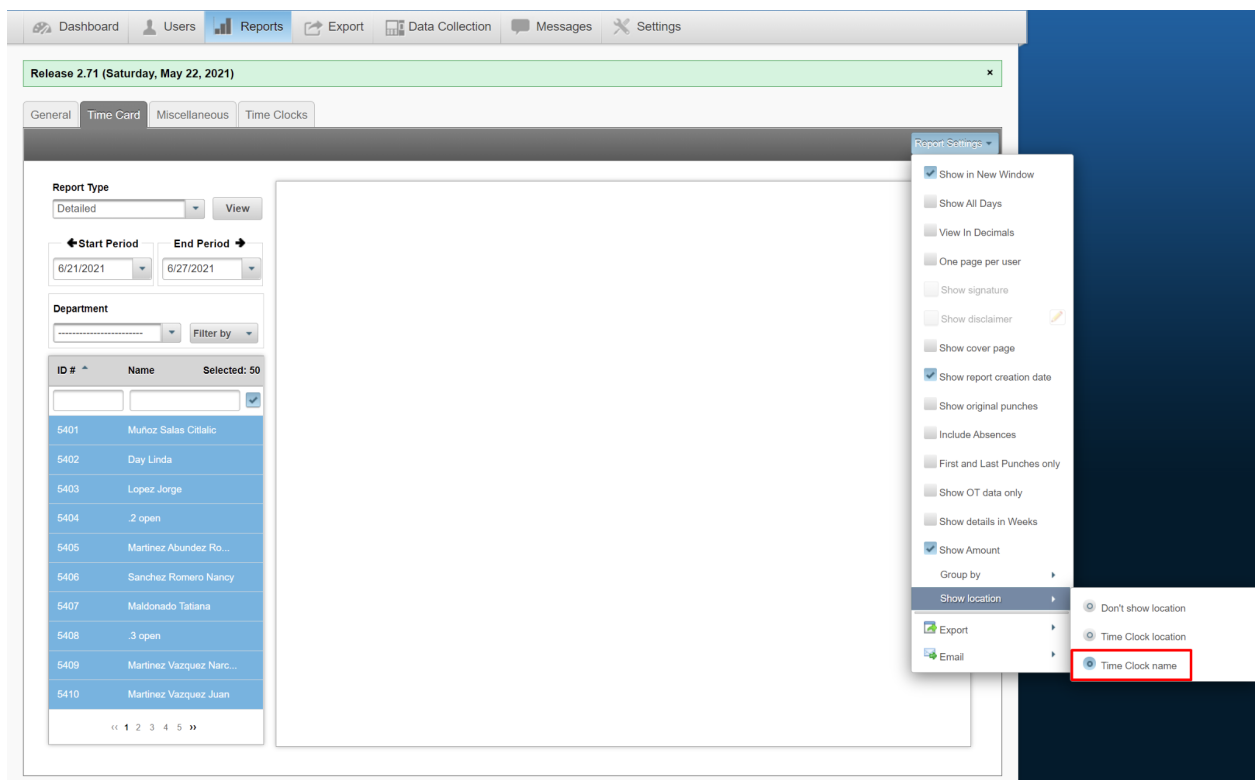 Dashboard Users Reports Export Data Collection Messages Settings
Release 2.71 (Saturday, May 22, 2021) ×
General Time Card Miscellaneous Time Clocks
Report Settings
Report Type
Detailed View
Start Period End Period
6/21/2021 6/27/2021
Department
------------------------ Filter by
ID # Name Selected: 50
5401 Muñoz Salas Citlalic
5402 Day Linda
5403 Lopez Jorge
5404 .2 open
5405 Martinez Abundez Ro...
5406 Sanchez Romero Nancy
5407 Maldonado Tatiana
5408 .3 open
5409 Martinez Vazquez Narc...
5410 Martinez Vazquez Juan
‹‹ 1 2 3 4 5 ››
Show in New Window
Show All Days
View In Decimals
One page per user
Show signature
Show disclaimer
Show cover page
Show report creation date
Show original punches
Include Absences
First and Last Punches only
Show OT data only
Show details in Weeks
Show Amount
Group by
Show location
Export
Email
Don't show location
Time Clock location
Time Clock name